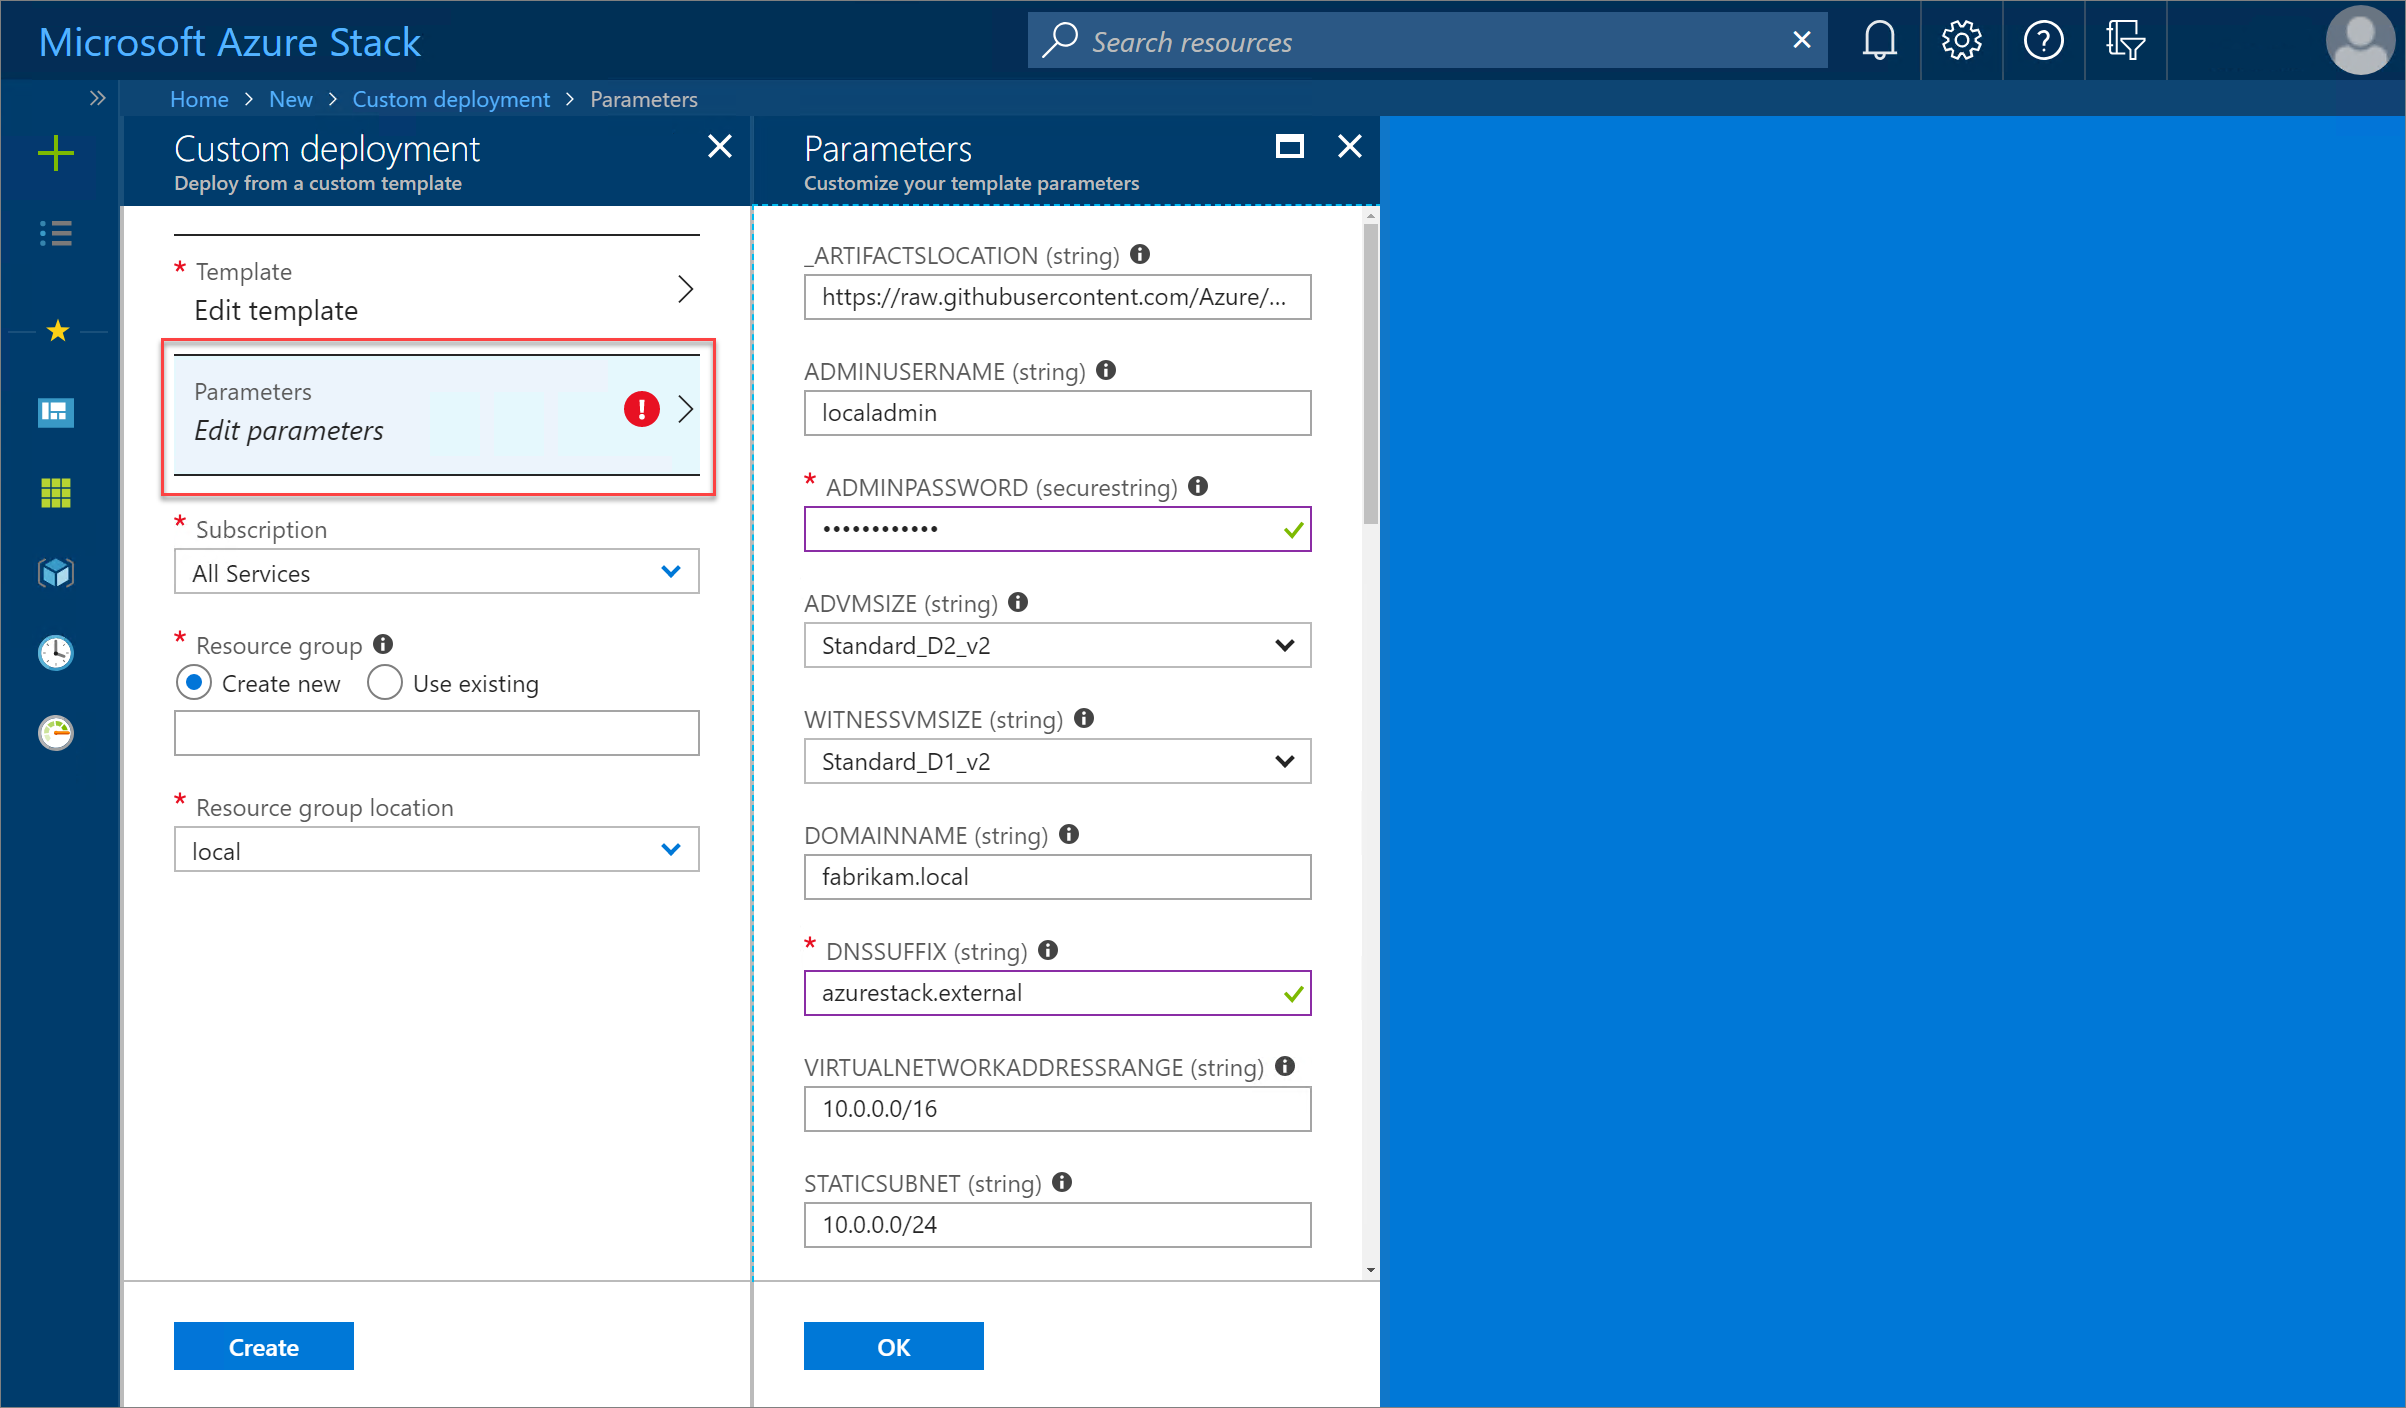 Microsoft Azure Stack
Search resources
Home > New > Custom deployment > Parameters
Custom deployment
Deploy from a custom template
* Template
Edit template
Parameters
Edit parameters
* Subscription
All Services
* Resource group
Create new
Use existing
* Resource group location
local
Create
Parameters
Customize your template parameters
_ARTIFACTSLOCATION (string)
https://raw.githubusercontent.com/Azure/...
ADMINUSERNAME (string)
localadmin
* ADMINPASSWORD (securestring)
••••••••••••
ADVMSIZE (string)
Standard_D2_v2
WITNESSVMSIZE (string)
Standard_D1_v2
DOMAINNAME (string)
fabrikam.local
* DNSSUFFIX (string)
azurestack.external
VIRTUALNETWORKADDRESSRANGE (string)
10.0.0.0/16
STATICSUBNET (string)
10.0.0.0/24
OK